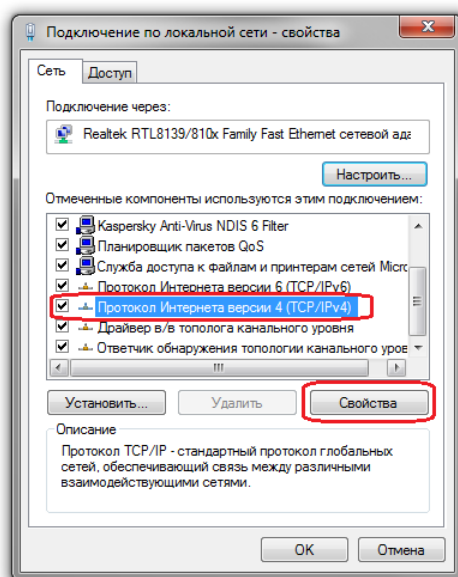 Подключение по локальной сети - свойства
Сеть
Доступ
Подключение через:
Realtek RTL8139/810x Family Fast Ethernet сетевой ада
Настроить...
Отмеченные компоненты используются этим подключением:
Kaspersky Anti-Virus NDIS 6 Filter
Планировщик пакетов QoS
Служба доступа к файлам и принтерам сетей Micro
Протокол Интернета версии 6 (TCP/IPv6)
Протокол Интернета версии 4 (TCP/IPv4)
Драйвер в/в тополога канального уровня
Ответчик обнаружения топологии канального уров
Установить...
Удалить
Свойства
Описание
Протокол TCP/IP - стандартный протокол глобальных
сетей, обеспечивающий связь между различными
взаимодействующими сетями.
OK
Отмена